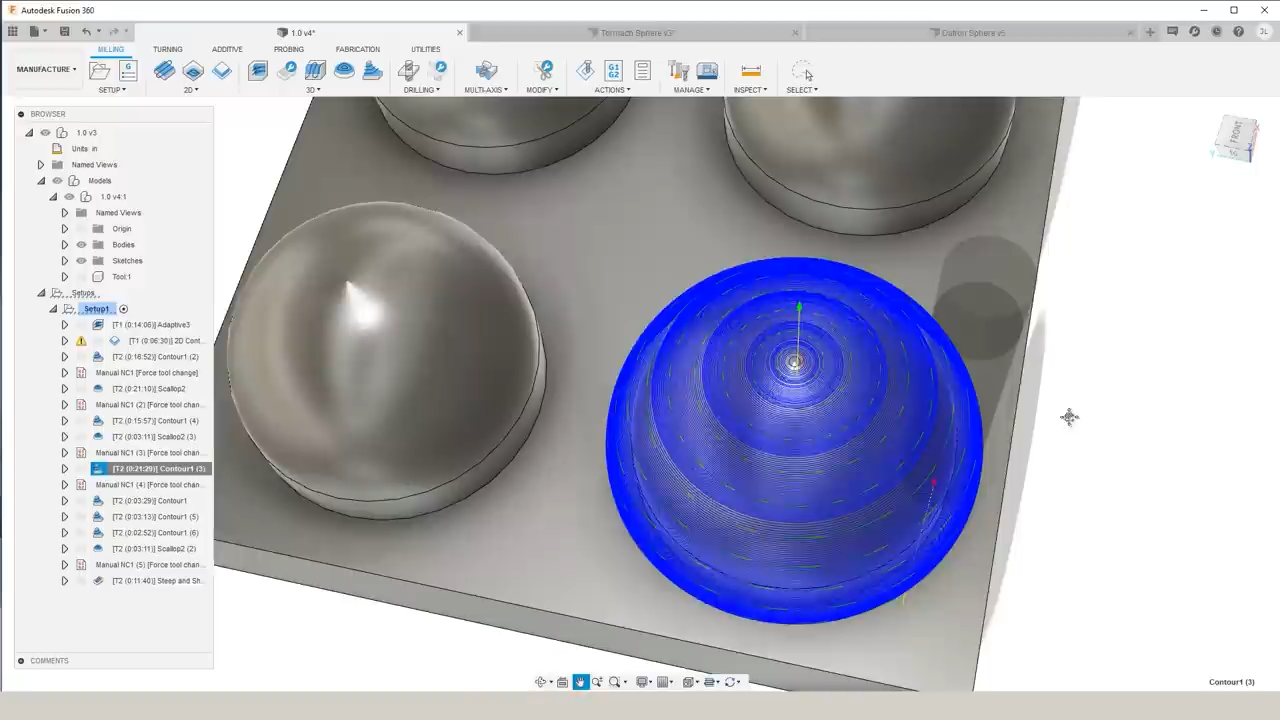 Autodesk Fusion 360
1.0 v4*
Tormach Sphere v3*
Datron Sphere v5
JL
MILLING
TURNING
ADDITIVE
PROBING
FABRICATION
UTILITIES
MANUFACTURE
G1
G2
SETUP
2D
3D
DRILLING
MULTI-AXIS
MODIFY
ACTIONS
MANAGE
INSPECT
SELECT
BROWSER
1.0 v3
Units in
Named Views
Models
1.0 v4:1
Named Views
Origin
Bodies
Sketches
Tool:1
Setups
Setup1
[T1 (0:14:06)] Adaptive3
[T1 (0:06:30)] 2D Cont...
[T2 (0:16:52)] Contour1 (2)
Manual NC1 [Force tool change]
[T2 (0:21:10)] Scallop2
Manual NC1 (2) [Force tool chan...
[T2 (0:15:57)] Contour1 (4)
[T2 (0:03:11)] Scallop2 (3)
Manual NC1 (3) [Force tool chan...
[T2 (0:21:29)] Contour1 (3)
Manual NC1 (4) [Force tool chan...
[T2 (0:03:29)] Contour1
[T2 (0:03:13)] Contour1 (5)
[T2 (0:02:52)] Contour1 (6)
[T2 (0:03:11)] Scallop2 (2)
Manual NC1 (5) [Force tool chan...
[T2 (0:11:40)] Steep and Sh...
FRONT
COMMENTS
Contour1 (3)